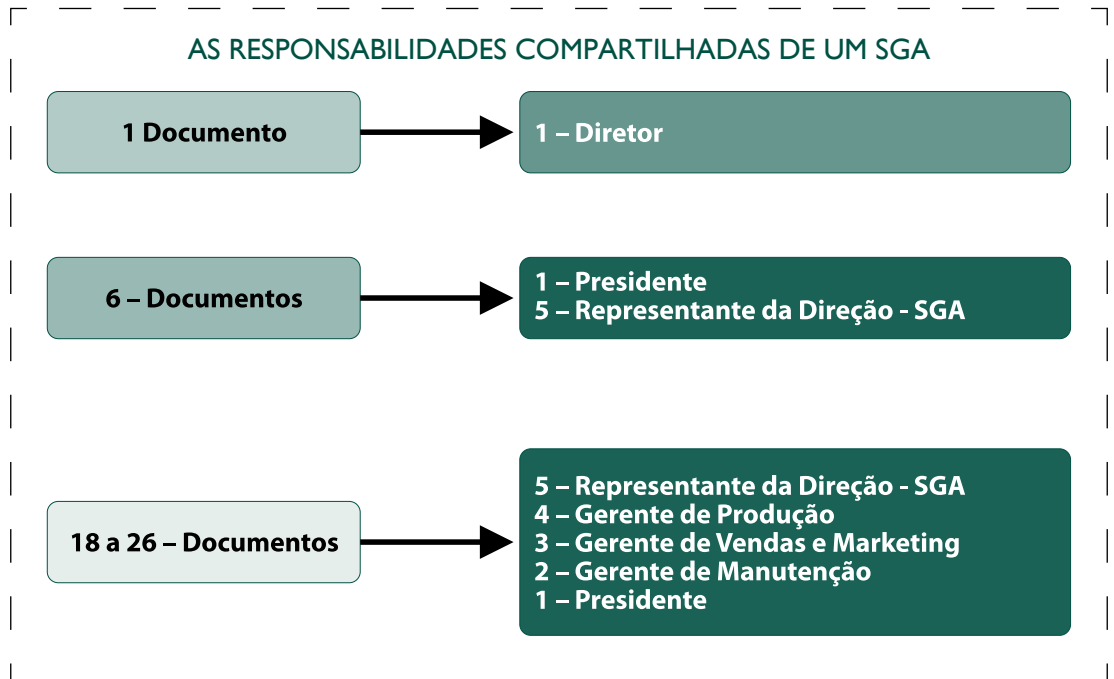 AS RESPONSABILIDADES COMPARTILHADAS DE UM SGA
1 Documento
1 – Diretor
6 – Documentos
1 – Presidente
5 – Representante da Direção - SGA
18 a 26 – Documentos
5 – Representante da Direção - SGA
4 – Gerente de Produção
3 – Gerente de Vendas e Marketing
2 – Gerente de Manutenção
1 – Presidente